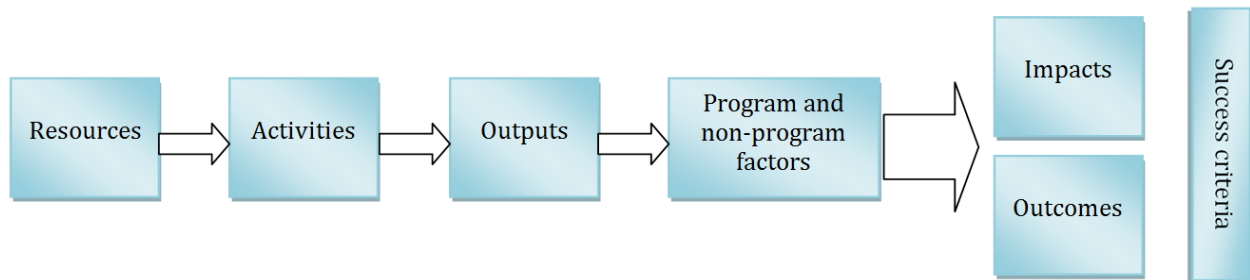 Resources
Activities
Outputs
Program and
non-program
factors
Impacts
Outcomes
Success criteria